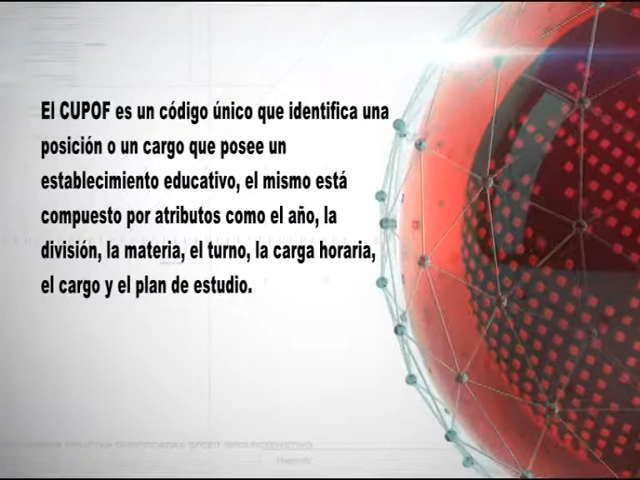 El CUPOF es un código único que identifica una
posición o un cargo que posee un
establecimiento educativo, el mismo está
compuesto por atributos como el año, la
división, la materia, el turno, la carga horaria,
el cargo y el plan de estudio.